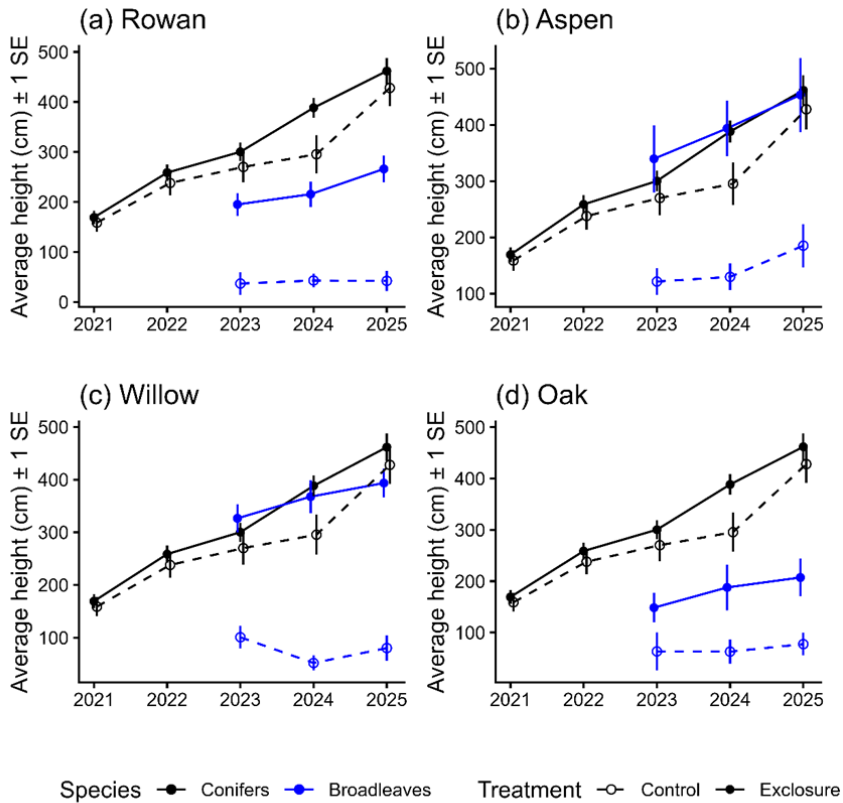 (a) Rowan
Average height (cm) ± 1 SE
500
400
300
200
100
0
2021 2022 2023 2024 2025
(b) Aspen
Average height (cm) ± 1 SE
500
400
300
200
100
2021 2022 2023 2024 2025
(c) Willow
Average height (cm) ± 1 SE
500
400
300
200
100
2021 2022 2023 2024 2025
(d) Oak
Average height (cm) ± 1 SE
500
400
300
200
100
2021 2022 2023 2024 2025
Species Conifers Broadleaves Treatment Control Exclosure